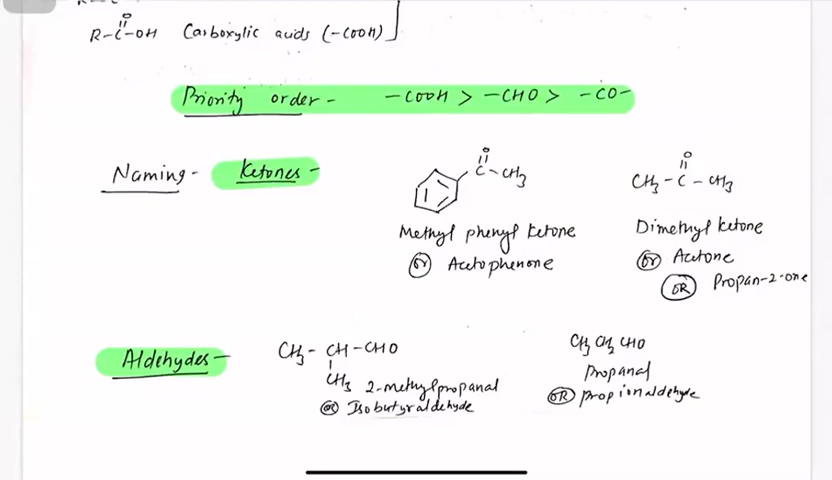 R-C-OH Carboxylic acids (-COOH)
O
Priority order - -COOH > -CHO > -CO-
Naming - Ketones -
O
C-CH3
O
CH3-C-CH3
Methyl phenyl ketone
or Acetophenone
Dimethyl ketone
or Acetone
OR Propan-2-one
Aldehydes - CH3-CH-CHO
CH3 2-methylpropanal
or Isobutyraldehyde
CH3CH2CHO
Propanal
OR propionaldehyde